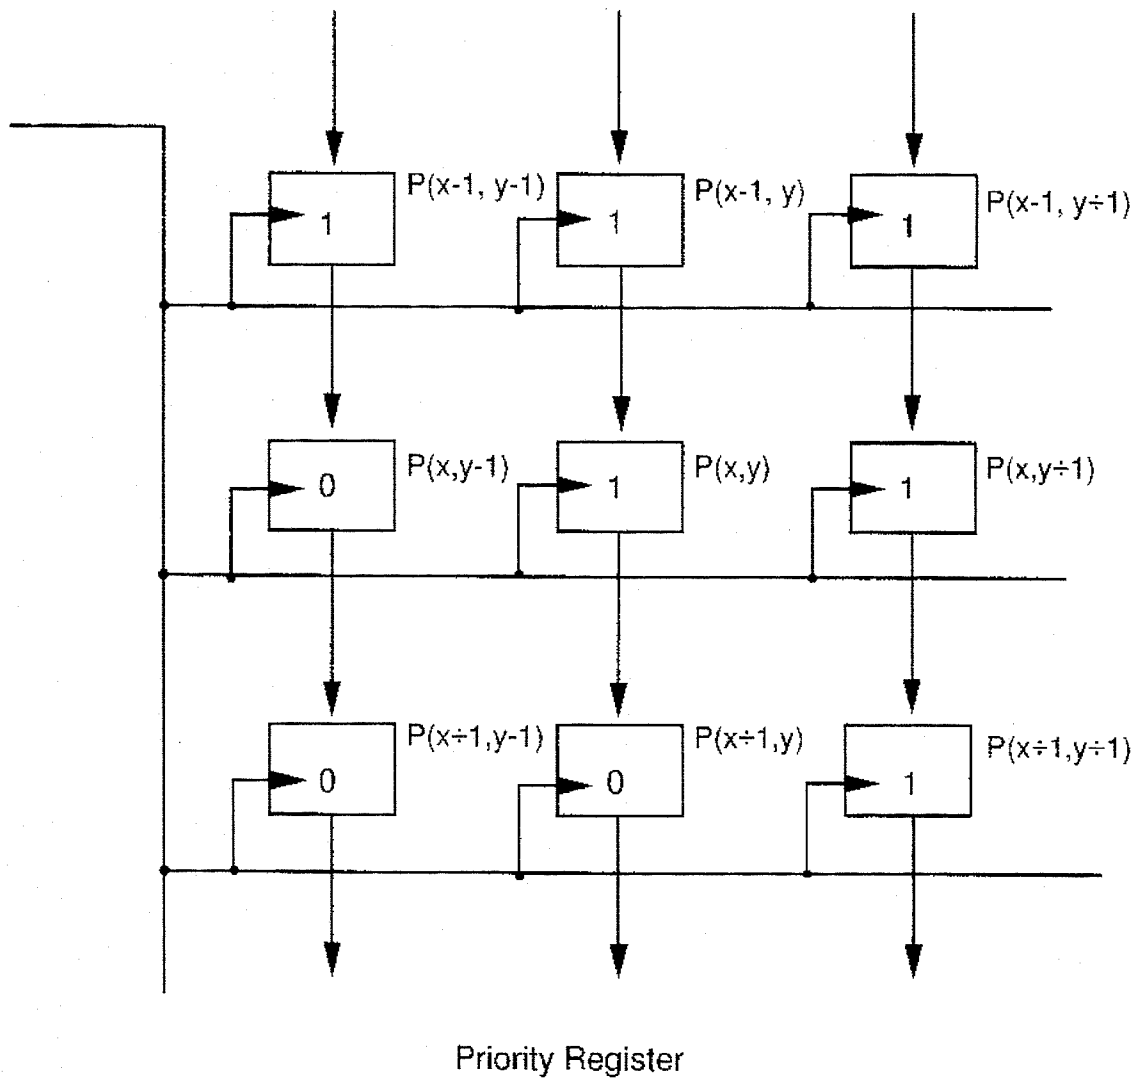 P(x-1, y-1)
P(x-1, y)
P(x-1, y÷1)
1
1
1
P(x,y-1)
P(x,y)
P(x,y÷1)
0
1
1
P(x÷1,y-1)
P(x÷1,y)
P(x÷1,y÷1)
0
0
1
Priority Register